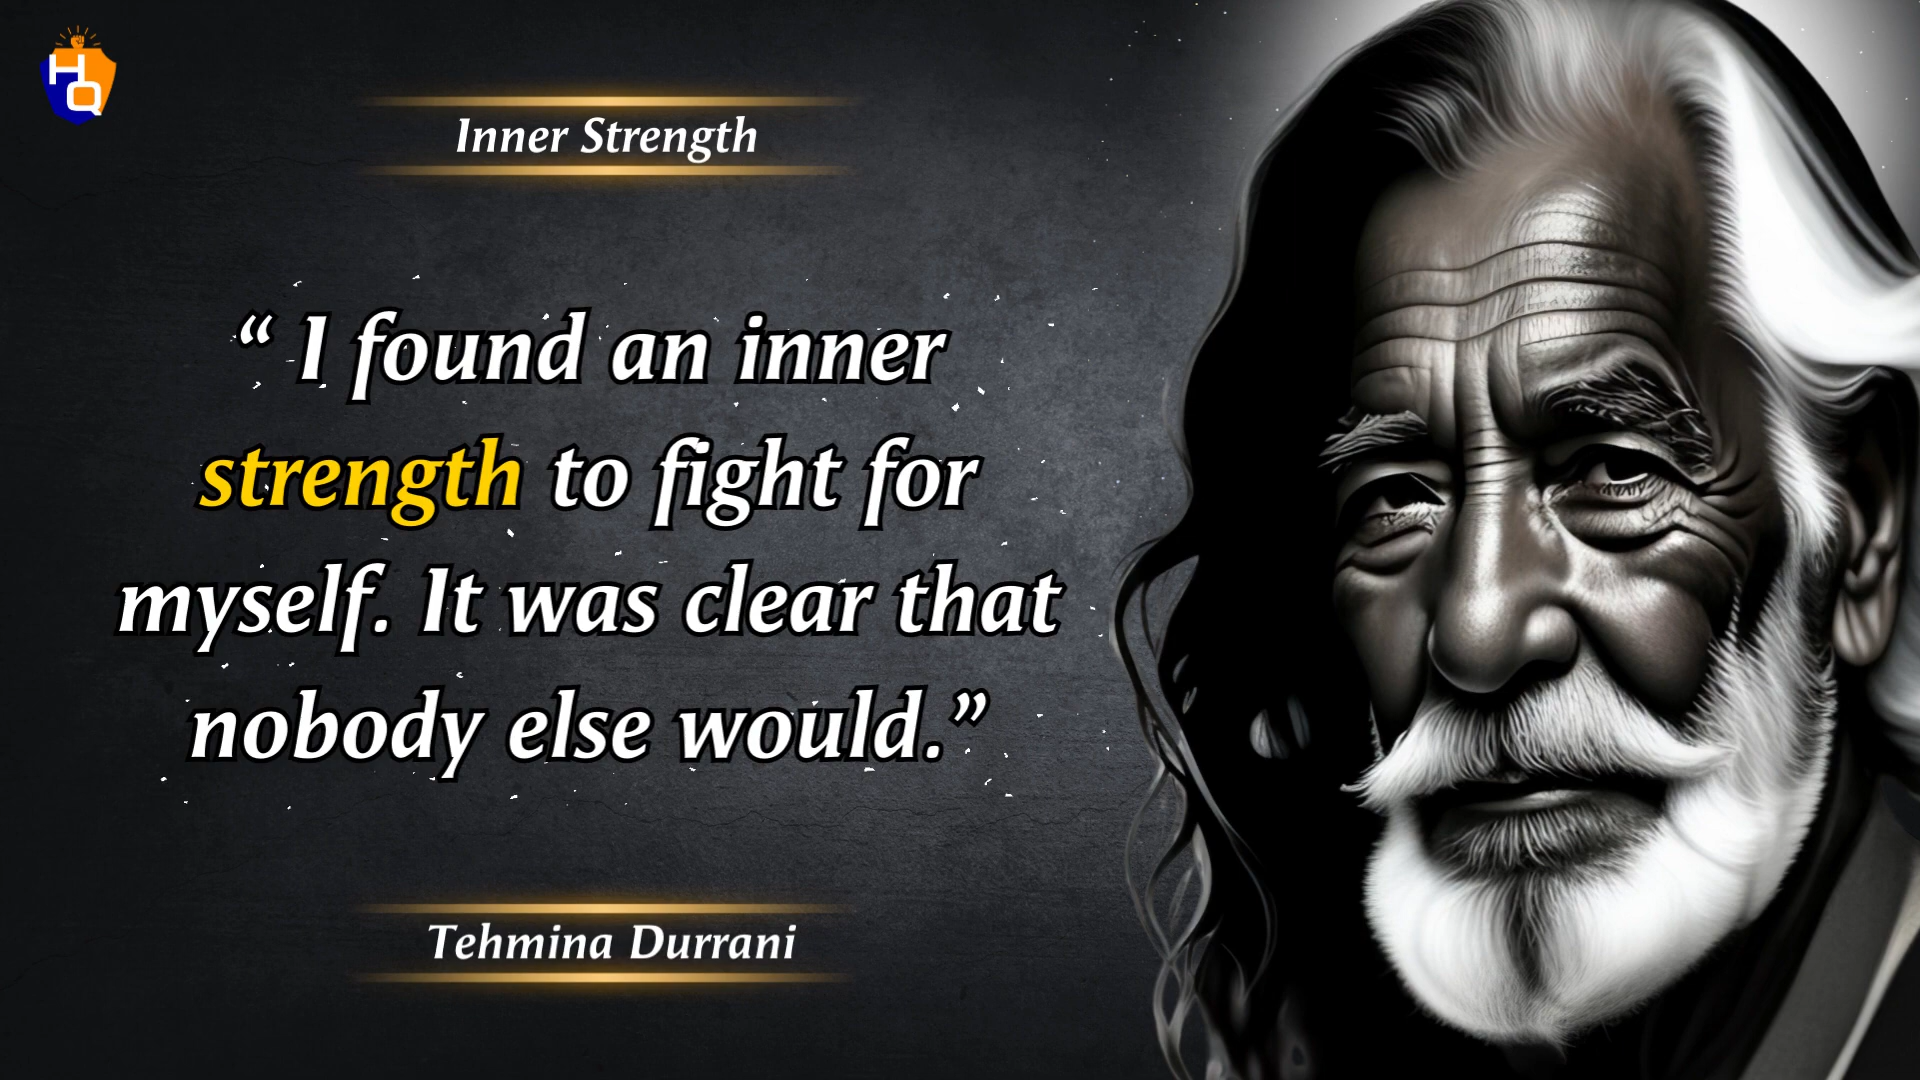 HQ
Inner Strength
“ I found an inner
strength to fight for
myself. It was clear that
nobody else would.”
Tehmina Durrani